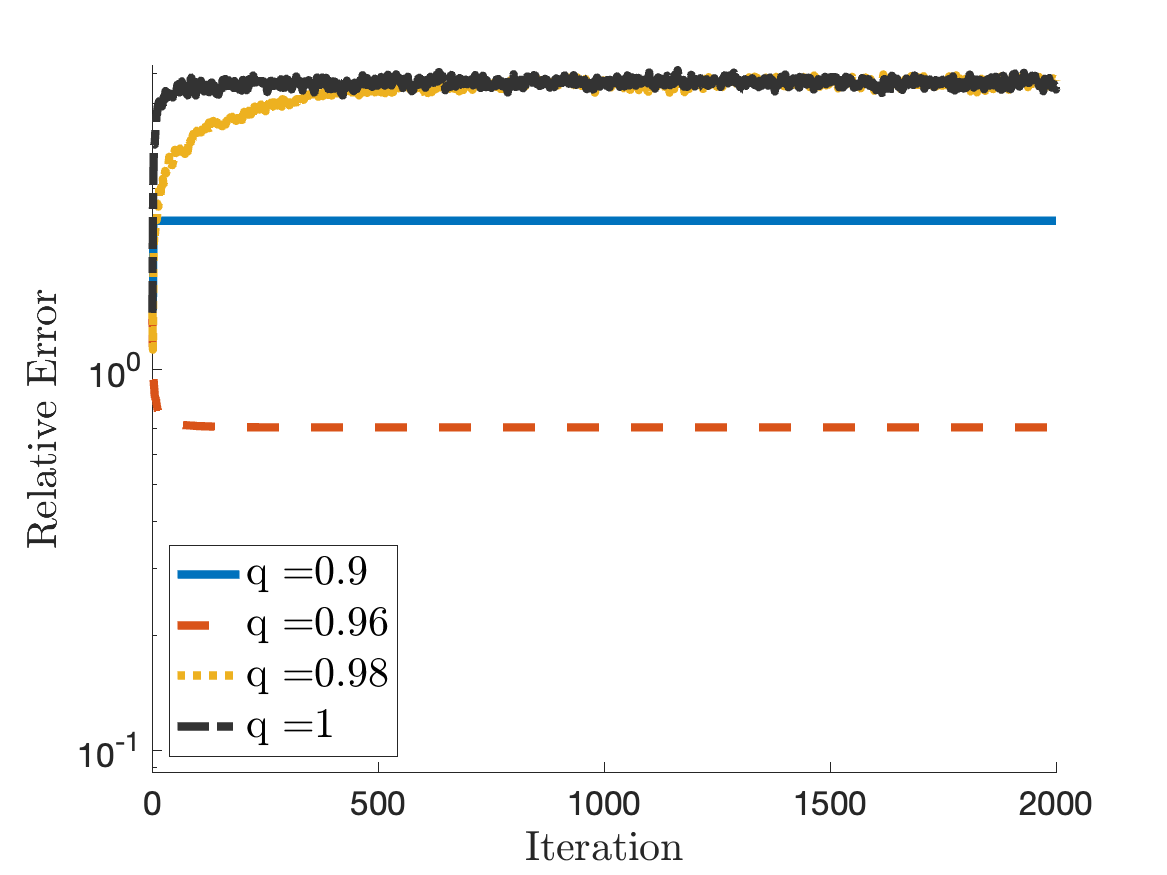 Relative Error
10^0
10^-1
q =0.9
q =0.96
q =0.98
q =1
0 500 1000 1500 2000
Iteration